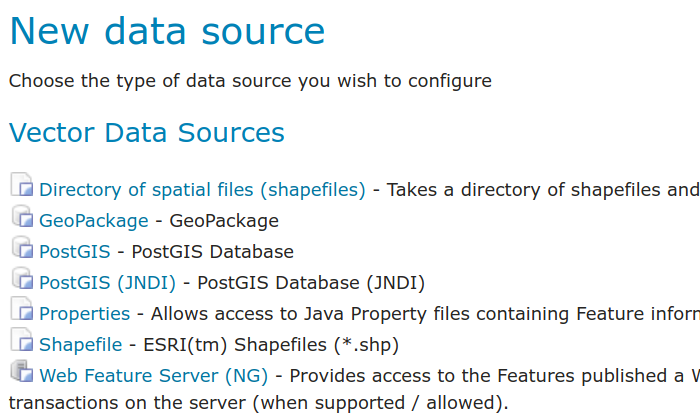 New data source
Choose the type of data source you wish to configure
Vector Data Sources
Directory of spatial files (shapefiles) - Takes a directory of shapefiles and
GeoPackage - GeoPackage
PostGIS - PostGIS Database
PostGIS (JNDI) - PostGIS Database (JNDI)
Properties - Allows access to Java Property files containing Feature
Shapefile - ESRI(tm) Shapefiles (*.shp)
Web Feature Server (NG) - Provides access to the Features published a
transactions on the server (when supported / allowed).